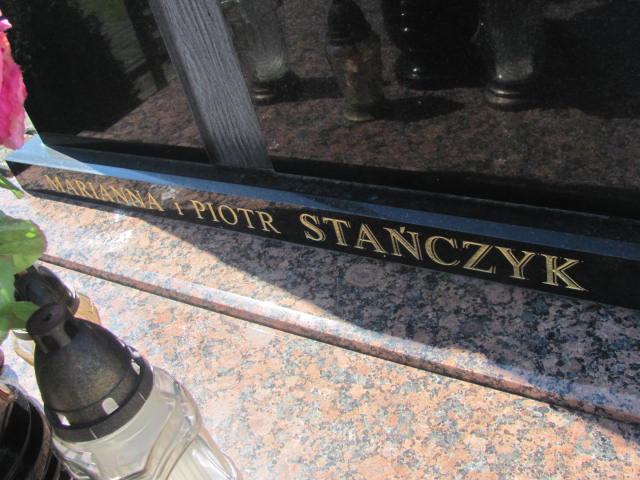 MARIANNA i PIOTR STAŃCZYK